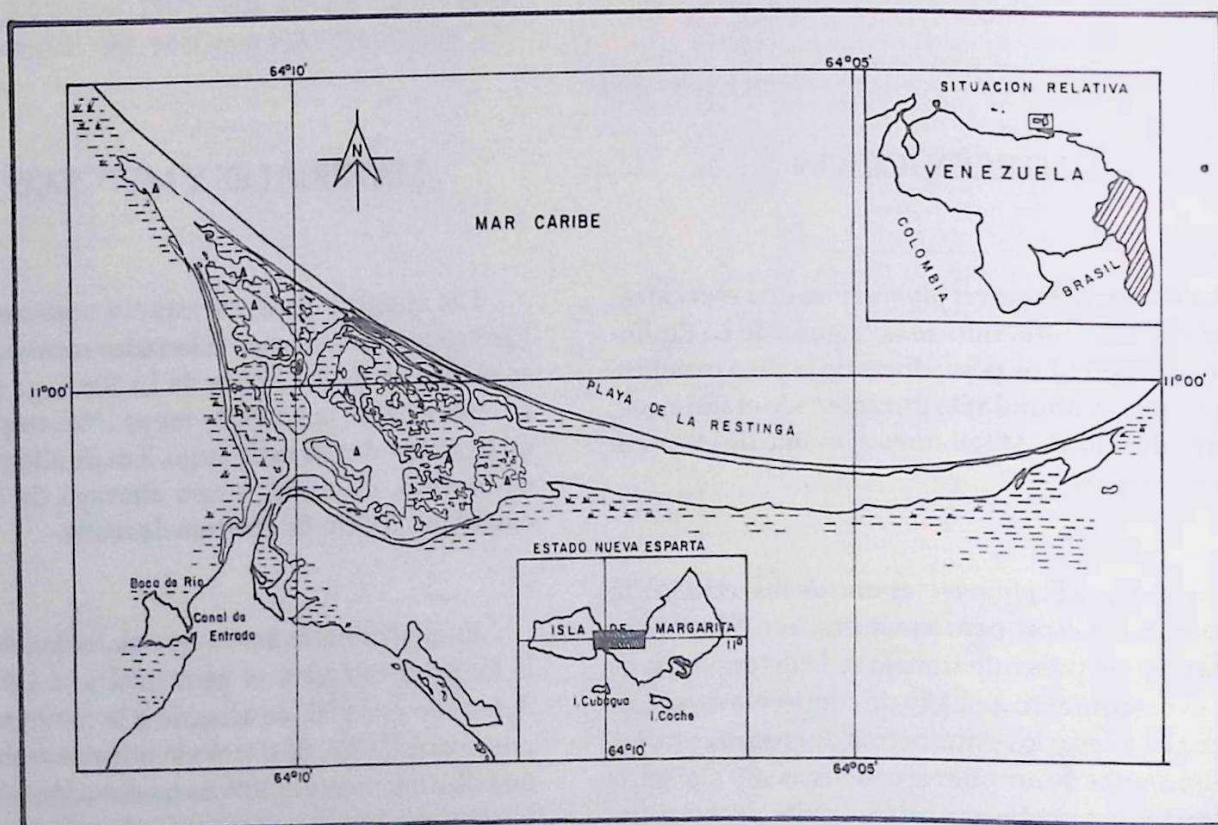 64°10'
64°05'
SITUACION RELATIVA
N
VENEZUELA
MAR CARIBE
COLOMBIA
BRASIL
11°00'
11°00'
PLAYA DE
LA RESTINGA
ESTADO NUEVA ESPARTA
Boca de Rio
Canal de
Entrada
ISLA DE MARGARITA
11°
I. Cubagua
I. Coche
64°10'
64°10'
64°05'